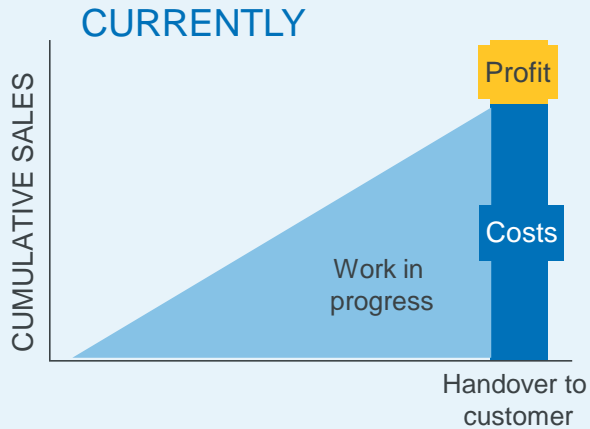 CURRENTLY
CUMULATIVE SALES
Profit
Costs
Work in
progress
Handover to
customer